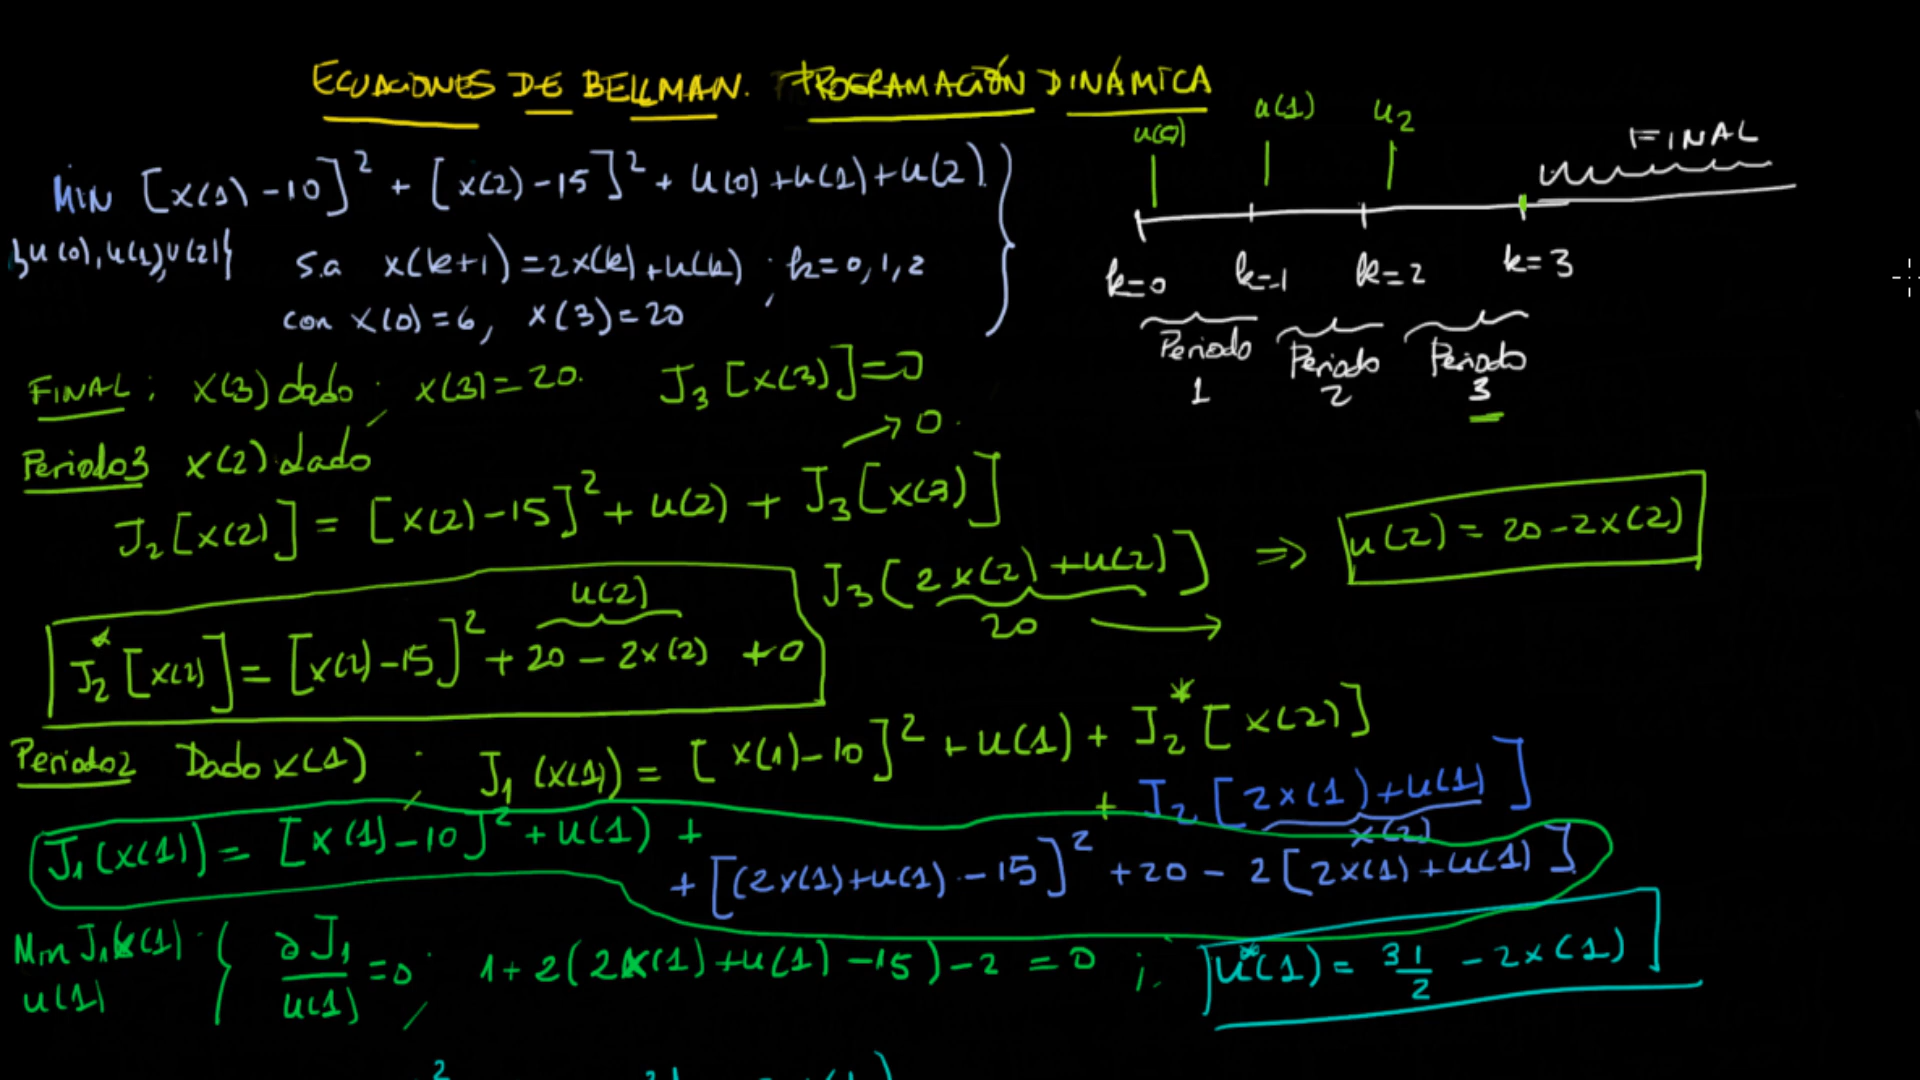 ECUACIONES DE BELLMAN. PROGRAMACIÓN DINÁMICA
MIN [x(1) -10]² + [x(2)-15]² + u(0) + u(1) + u(2)
{u(0), u(1), u(2)} s.a x(k+1) = 2x(k) + u(k) ; k=0,1,2
con x(0)=6, x(3)=20
u(0) u(1) u2 FINAL
k=0 k=1 k=2 k=3
Periodo 1 Periodo 2 Periodo 3
FINAL: x(3) dado ; x(3)=20. J₃[x(3)]=0
Periodo3 x(2) dado → 0.
J₂[x(2)] = [x(2)-15]² + u(2) + J₃[x(3)]
J₃(2x(2)+u(2)] ⇒ u(2) = 20-2x(2)
20 →
u(2)
J₂*[x(2)] = [x(2)-15]² + 20 - 2x(2) + 0
Periodo2 Dado x(1) ; J₁(x(1)) = [x(1)-10]² + u(1) + J₂*[x(2)]
+ J₂[2x(1)+u(1)]
x(2)
J₁(x(1)) = [x(1)-10]² + u(1) +
+ [(2x(1)+u(1) - 15]² + 20 - 2[2x(1)+u(1)]
Min J₁x(1)
u(1)
∂J₁/u(1) = 0 ; 1+2(2x(1)+u(1)-15)-2 = 0 ; u*(1) = 31/2 - 2x(1)